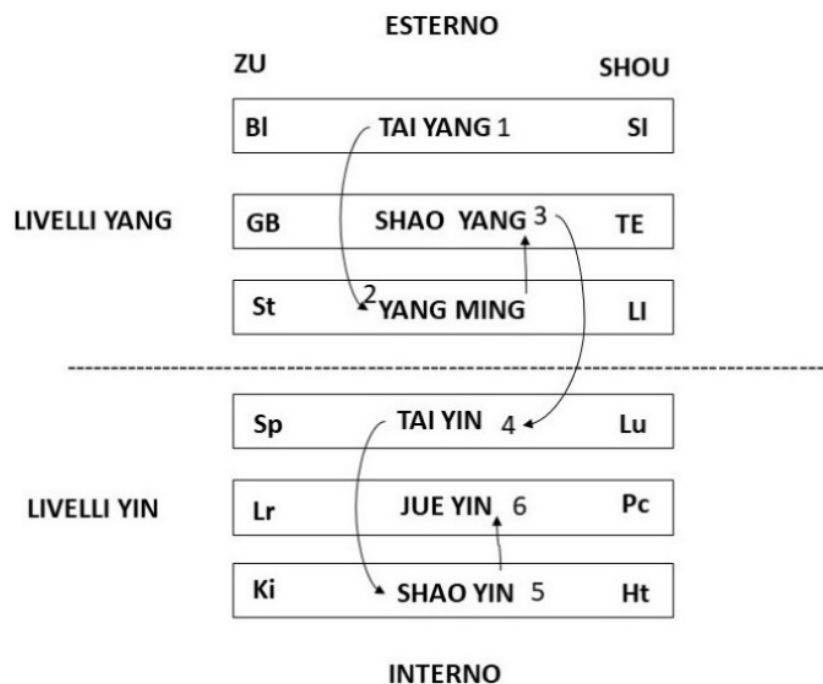 ESTERNO
ZU SHOU
Bl TAI YANG 1 SI
LIVELLI YANG GB SHAO YANG 3 TE
St 2 YANG MING LI
Sp TAI YIN 4 Lu
LIVELLI YIN Lr JUE YIN 6 Pc
Ki SHAO YIN 5 Ht
INTERNO